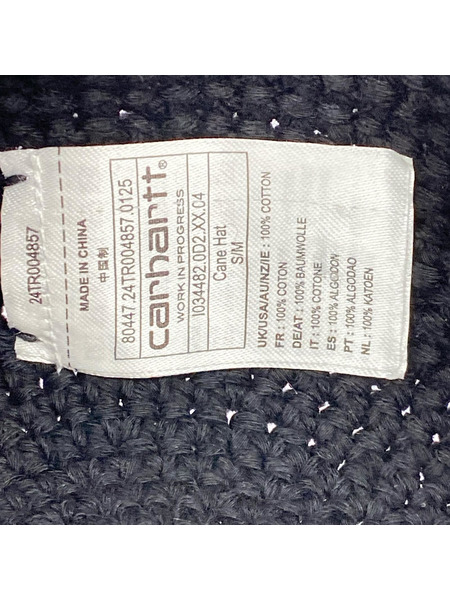 24TR004857
MADE IN CHINA
中国制
80447.24TR004857.0125
carhartt®
WORK IN PROGRESS
I034482.0D2.XX.04
Cane Hat
S/M
UK/USA/AU/NZ/IE : 100% COTTON
FR : 100% COTON
DE/AT : 100% BAUMWOLLE
IT : 100% COTONE
ES : 100% ALGODON
PT : 100% ALGODAO
NL : 100% KATOEN